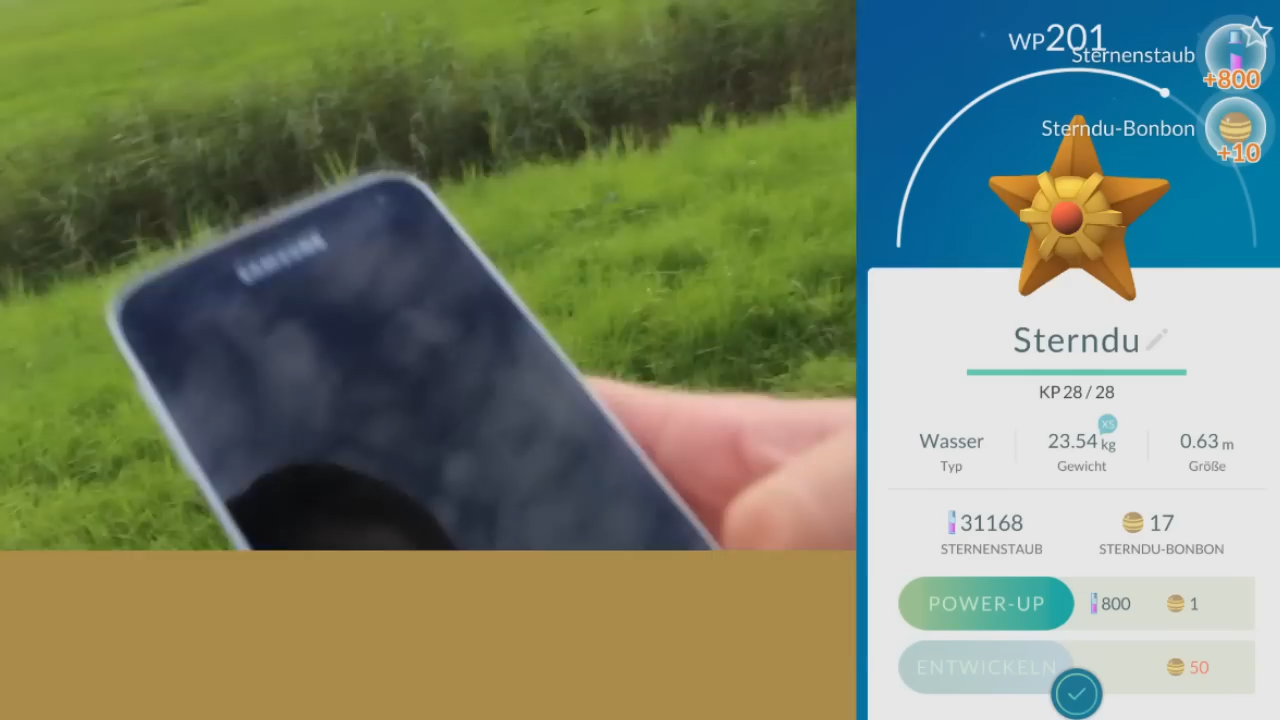 SAMSUNG
WP201
Sternenstaub
+800
Sterndu-Bonbon
+10
Sterndu
KP 28 / 28
XS
Wasser
23.54 kg
0.63 m
Typ
Gewicht
Größe
31168
17
STERNENSTAUB
STERNDU-BONBON
POWER-UP
800
1
ENTWICKELN
50